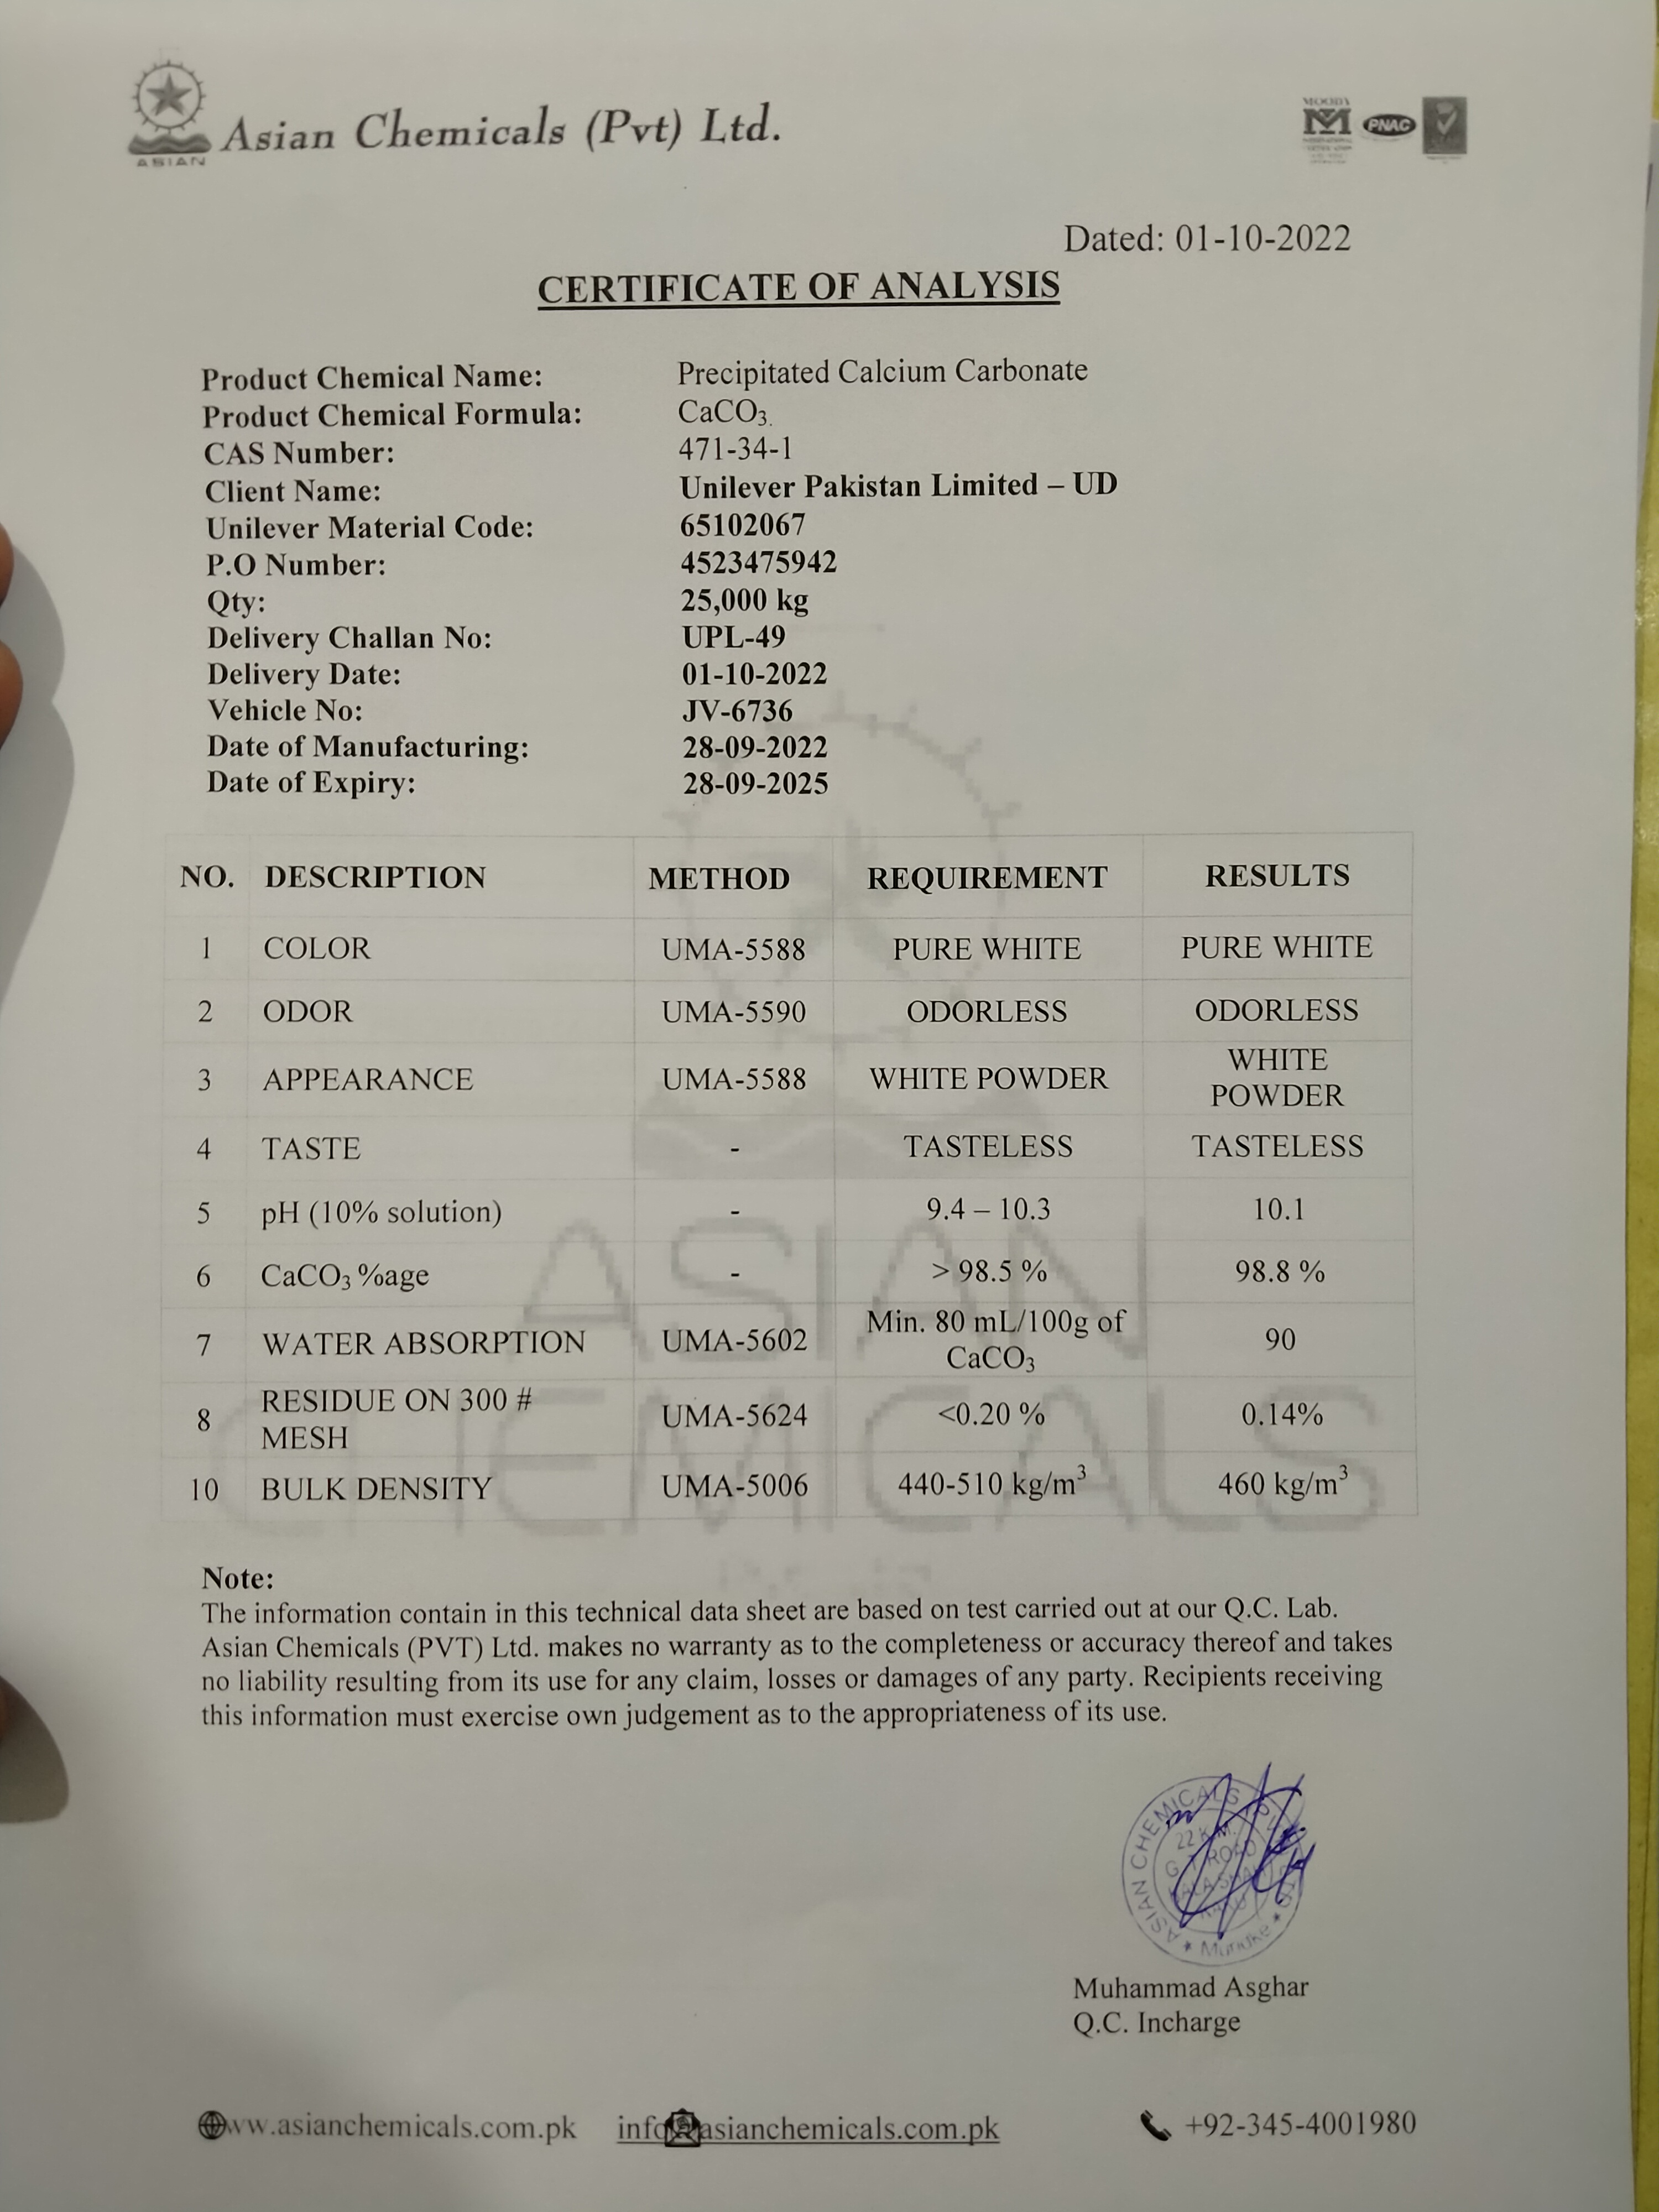 ASIAN
Asian Chemicals (Pvt) Ltd.
MOODY
PNAC
Dated: 01-10-2022
CERTIFICATE OF ANALYSIS
Product Chemical Name: Precipitated Calcium Carbonate
Product Chemical Formula: CaCO₃.
CAS Number: 471-34-1
Client Name: Unilever Pakistan Limited – UD
Unilever Material Code: 65102067
P.O Number: 4523475942
Qty: 25,000 kg
Delivery Challan No: UPL-49
Delivery Date: 01-10-2022
Vehicle No: JV-6736
Date of Manufacturing: 28-09-2022
Date of Expiry: 28-09-2025
NO. DESCRIPTION METHOD REQUIREMENT RESULTS
1 COLOR UMA-5588 PURE WHITE PURE WHITE
2 ODOR UMA-5590 ODORLESS ODORLESS
3 APPEARANCE UMA-5588 WHITE POWDER WHITE POWDER
4 TASTE - TASTELESS TASTELESS
5 pH (10% solution) - 9.4 – 10.3 10.1
6 CaCO₃ %age - > 98.5 % 98.8 %
7 WATER ABSORPTION UMA-5602 Min. 80 mL/100g of CaCO₃ 90
8 RESIDUE ON 300 # MESH UMA-5624 <0.20 % 0.14%
10 BULK DENSITY UMA-5006 440-510 kg/m³ 460 kg/m³
ASIAN
CHEMICALS
Note:
The information contain in this technical data sheet are based on test carried out at our Q.C. Lab.
Asian Chemicals (PVT) Ltd. makes no warranty as to the completeness or accuracy thereof and takes
no liability resulting from its use for any claim, losses or damages of any party. Recipients receiving
this information must exercise own judgement as to the appropriateness of its use.
ASIAN CHEMICALS
22 K.M.
G.T ROAD
Muridke
Muhammad Asghar
Q.C. Incharge
www.asianchemicals.com.pk info@asianchemicals.com.pk +92-345-4001980